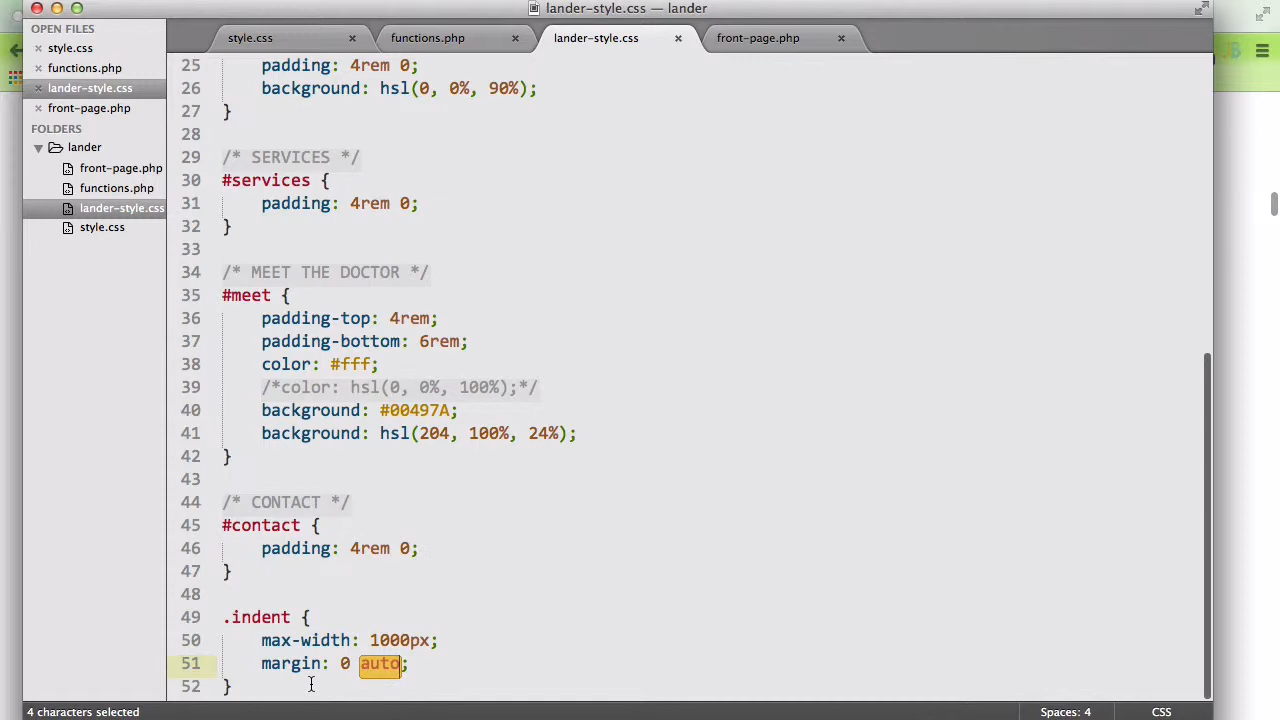 lander-style.css — lander
OPEN FILES
style.css
functions.php
lander-style.css
front-page.php
FOLDERS
lander
front-page.php
functions.php
lander-style.css
style.css
style.css
functions.php
lander-style.css
front-page.php
25 padding: 4rem 0;
26 background: hsl(0, 0%, 90%);
27 }
28
29 /* SERVICES */
30 #services {
31 padding: 4rem 0;
32 }
33
34 /* MEET THE DOCTOR */
35 #meet {
36 padding-top: 4rem;
37 padding-bottom: 6rem;
38 color: #fff;
39 /*color: hsl(0, 0%, 100%);*/
40 background: #00497A;
41 background: hsl(204, 100%, 24%);
42 }
43
44 /* CONTACT */
45 #contact {
46 padding: 4rem 0;
47 }
48
49 .indent {
50 max-width: 1000px;
51 margin: 0 auto;
52 }
4 characters selected
Spaces: 4
CSS